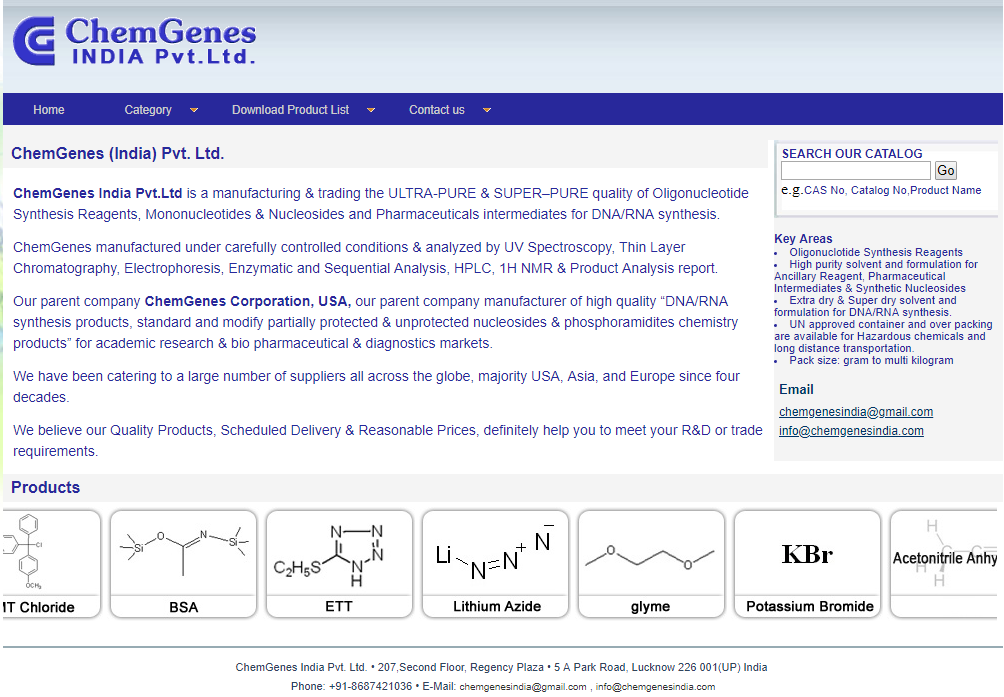 ChemGenes
INDIA Pvt.Ltd.
Home Category Download Product List Contact us
ChemGenes (India) Pvt. Ltd.
ChemGenes India Pvt.Ltd is a manufacturing & trading the ULTRA-PURE & SUPER–PURE quality of Oligonucleotide
Synthesis Reagents, Mononucleotides & Nucleosides and Pharmaceuticals intermediates for DNA/RNA synthesis.
ChemGenes manufactured under carefully controlled conditions & analyzed by UV Spectroscopy, Thin Layer
Chromatography, Electrophoresis, Enzymatic and Sequential Analysis, HPLC, 1H NMR & Product Analysis report.
Our parent company ChemGenes Corporation, USA, our parent company manufacturer of high quality “DNA/RNA
synthesis products, standard and modify partially protected & unprotected nucleosides & phosphoramidites chemistry
products” for academic research & bio pharmaceutical & diagnostics markets.
We have been catering to a large number of suppliers all across the globe, majority USA, Asia, and Europe since four
decades.
We believe our Quality Products, Scheduled Delivery & Reasonable Prices, definitely help you to meet your R&D or trade
requirements.
SEARCH OUR CATALOG
Go
e.g.CAS No, Catalog No,Product Name
Key Areas
• Oligonuclotide Synthesis Reagents
• High purity solvent and formulation for
Ancillary Reagent, Pharmaceutical
Intermediates & Synthetic Nucleosides
• Extra dry & Super dry solvent and
formulation for DNA/RNA synthesis.
• UN approved container and over packing
are available for Hazardous chemicals and
long distance transportation.
• Pack size: gram to multi kilogram
Email
chemgenesindia@gmail.com
info@chemgenesindia.com
Products
Cl
OCH3
MT Chloride
Si O N Si
BSA
N N
N
N
H
C2H5S
ETT
Li N=N+ N−
Lithium Azide
O O
glyme
KBr
Potassium Bromide
H
H C C
H
Acetonitrile Anhy
ChemGenes India Pvt. Ltd. • 207,Second Floor, Regency Plaza • 5 A Park Road, Lucknow 226 001(UP) India
Phone: +91-8687421036 • E-Mail: chemgenesindia@gmail.com , info@chemgenesindia.com